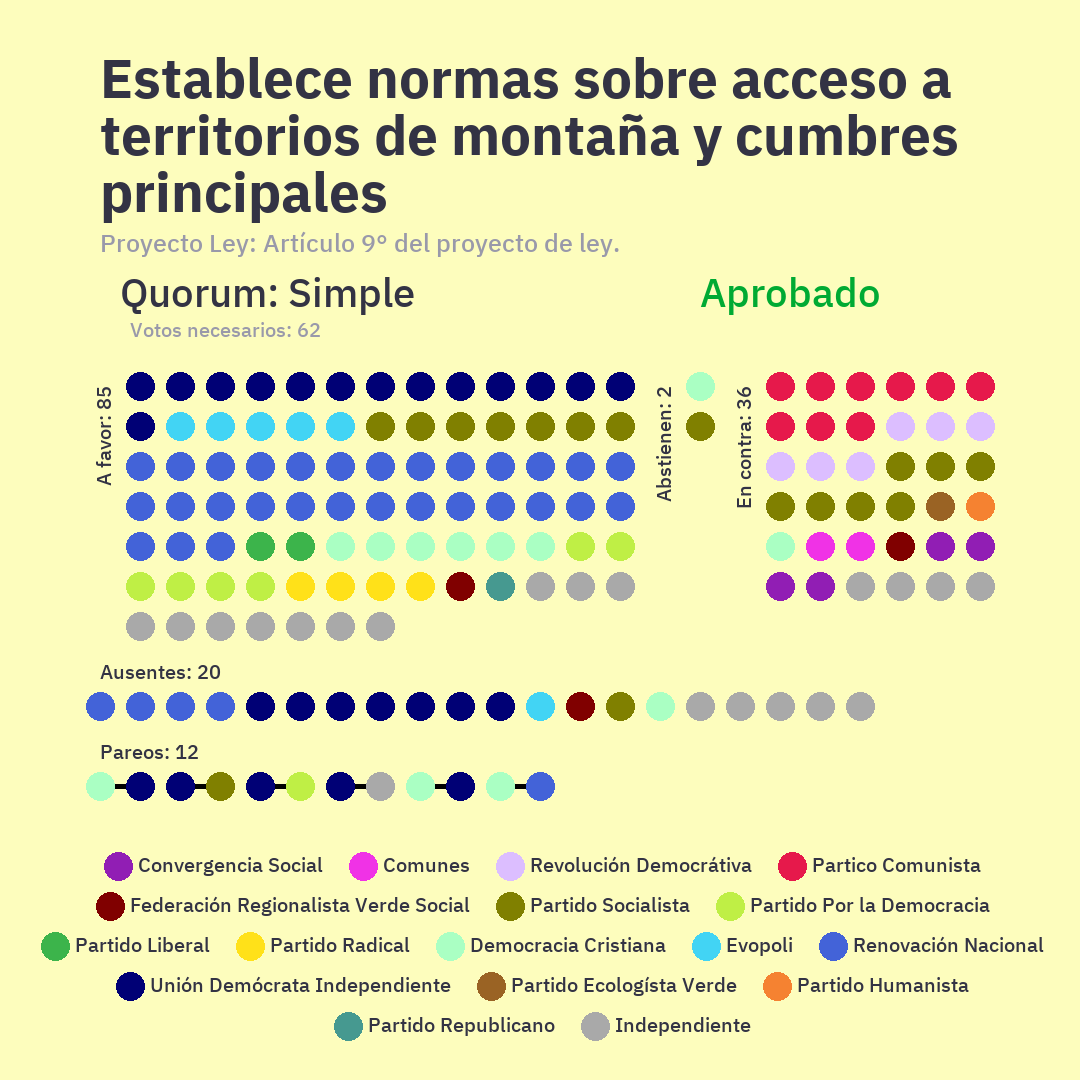 Establece normas sobre acceso a
territorios de montaña y cumbres
principales
Proyecto Ley: Artículo 9° del proyecto de ley.
Quorum: Simple
Aprobado
Votos necesarios: 62
A favor: 85
Abstienen: 2
En contra: 36
Ausentes: 20
Pareos: 12
Convergencia Social
Comunes
Revolución Democrátiva
Partico Comunista
Federación Regionalista Verde Social
Partido Socialista
Partido Por la Democracia
Partido Liberal
Partido Radical
Democracia Cristiana
Evopoli
Renovación Nacional
Unión Demócrata Independiente
Partido Ecologísta Verde
Partido Humanista
Partido Republicano
Independiente